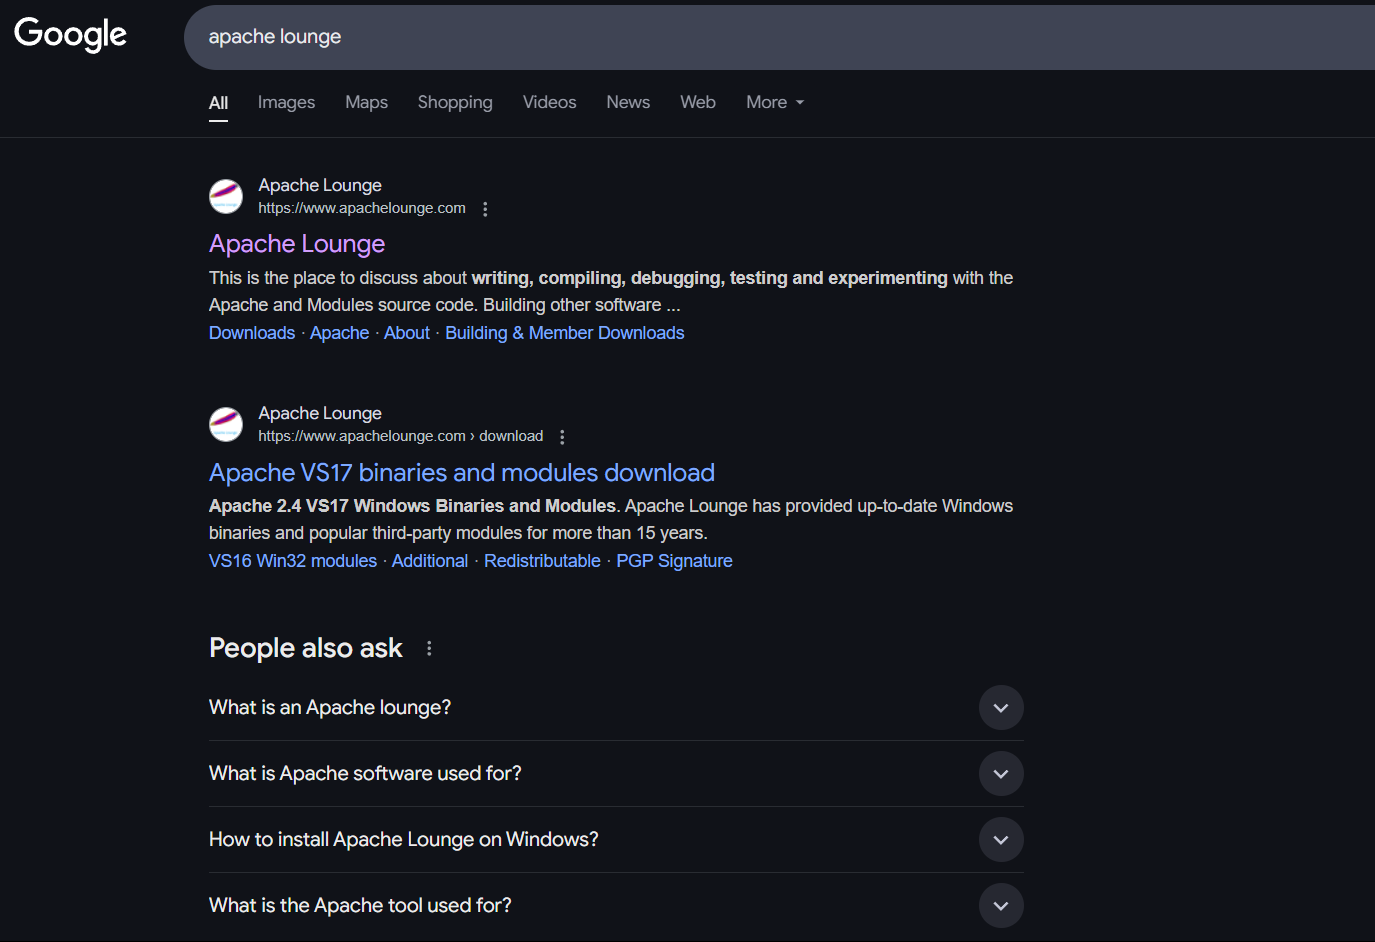 Google
apache lounge
All Images Maps Shopping Videos News Web More
Apache Lounge
https://www.apachelounge.com
Apache Lounge
This is the place to discuss about writing, compiling, debugging, testing and experimenting with the
Apache and Modules source code. Building other software ...
Downloads · Apache · About · Building & Member Downloads
Apache Lounge
https://www.apachelounge.com › download
Apache VS17 binaries and modules download
Apache 2.4 VS17 Windows Binaries and Modules. Apache Lounge has provided up-to-date Windows
binaries and popular third-party modules for more than 15 years.
VS16 Win32 modules · Additional · Redistributable · PGP Signature
People also ask
What is an Apache lounge?
What is Apache software used for?
How to install Apache Lounge on Windows?
What is the Apache tool used for?